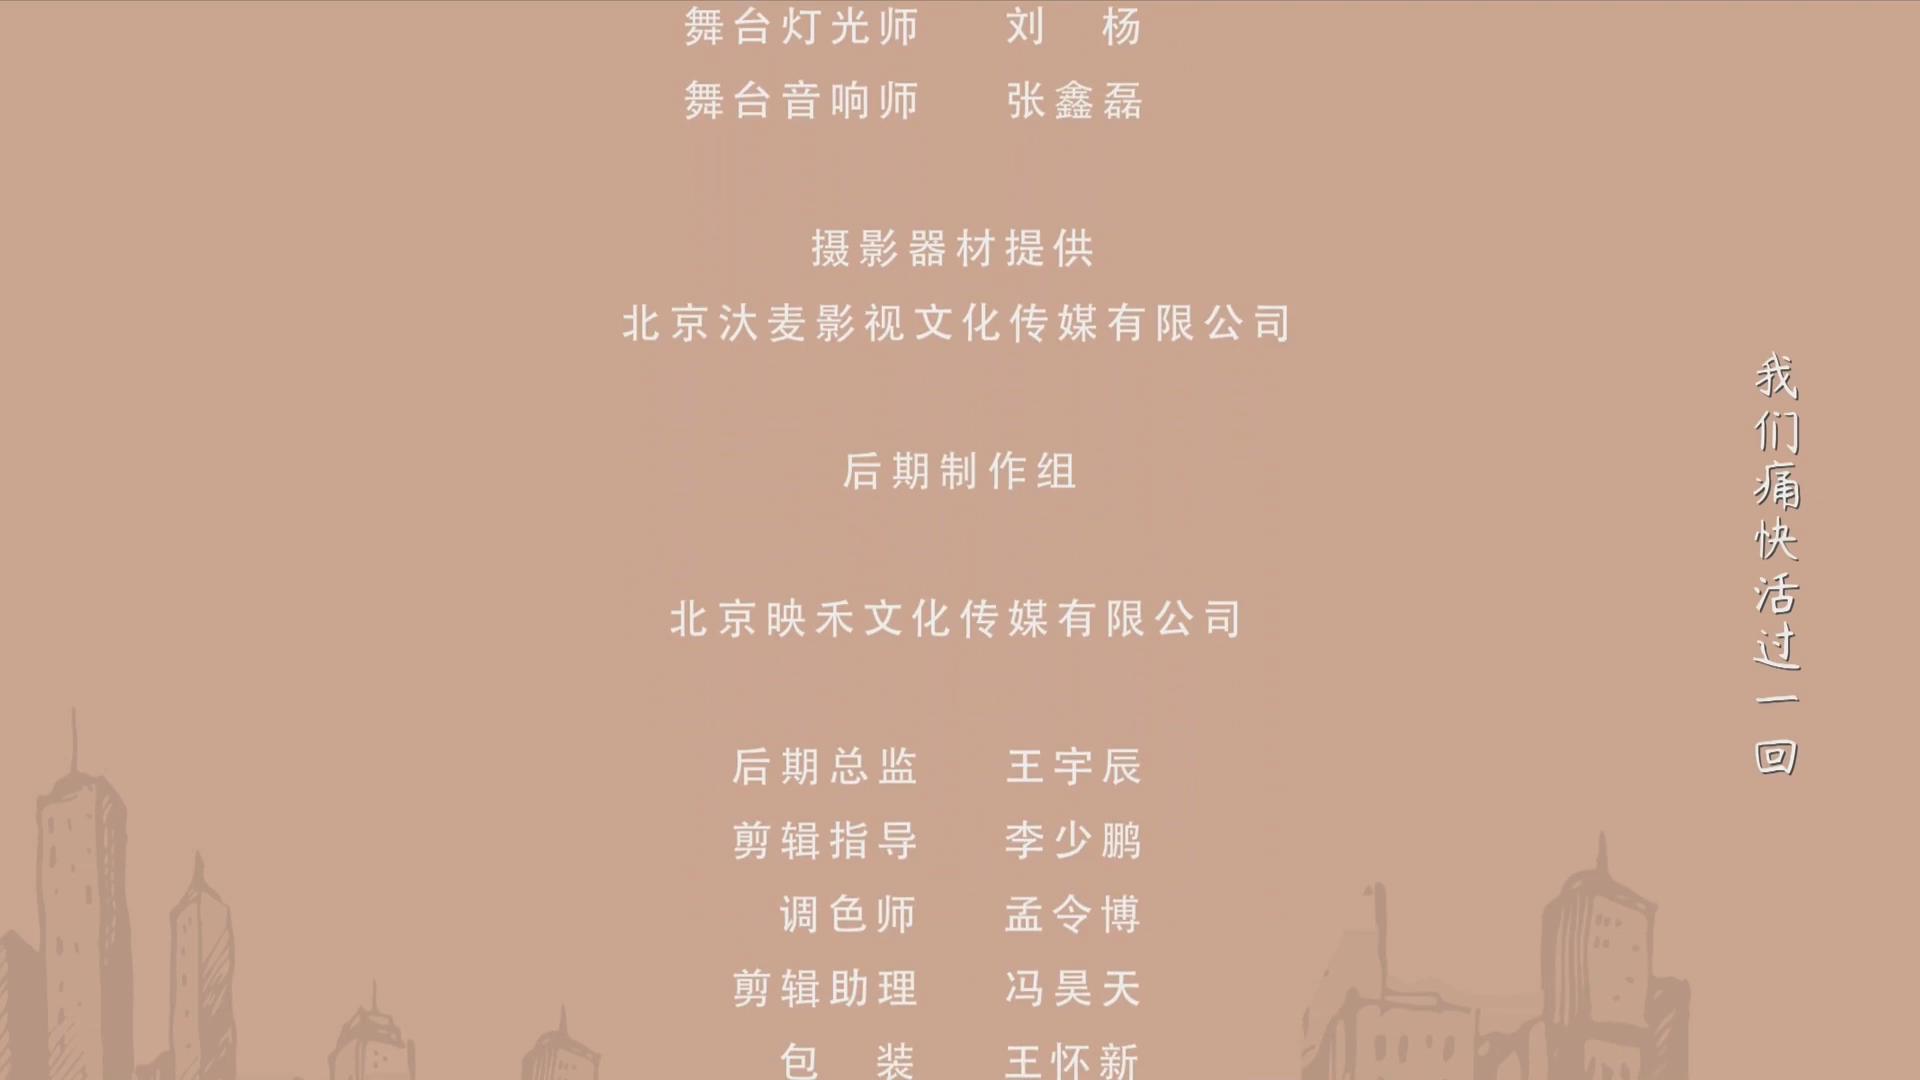 舞台灯光师 刘 杨
舞台音响师 张鑫磊
摄影器材提供
北京汏麦影视文化传媒有限公司
后期制作组
北京映禾文化传媒有限公司
后期总监 王宇辰
剪辑指导 李少鹏
调色师 孟令博
剪辑助理 冯昊天
包 装 王怀新
我们痛快活过一回